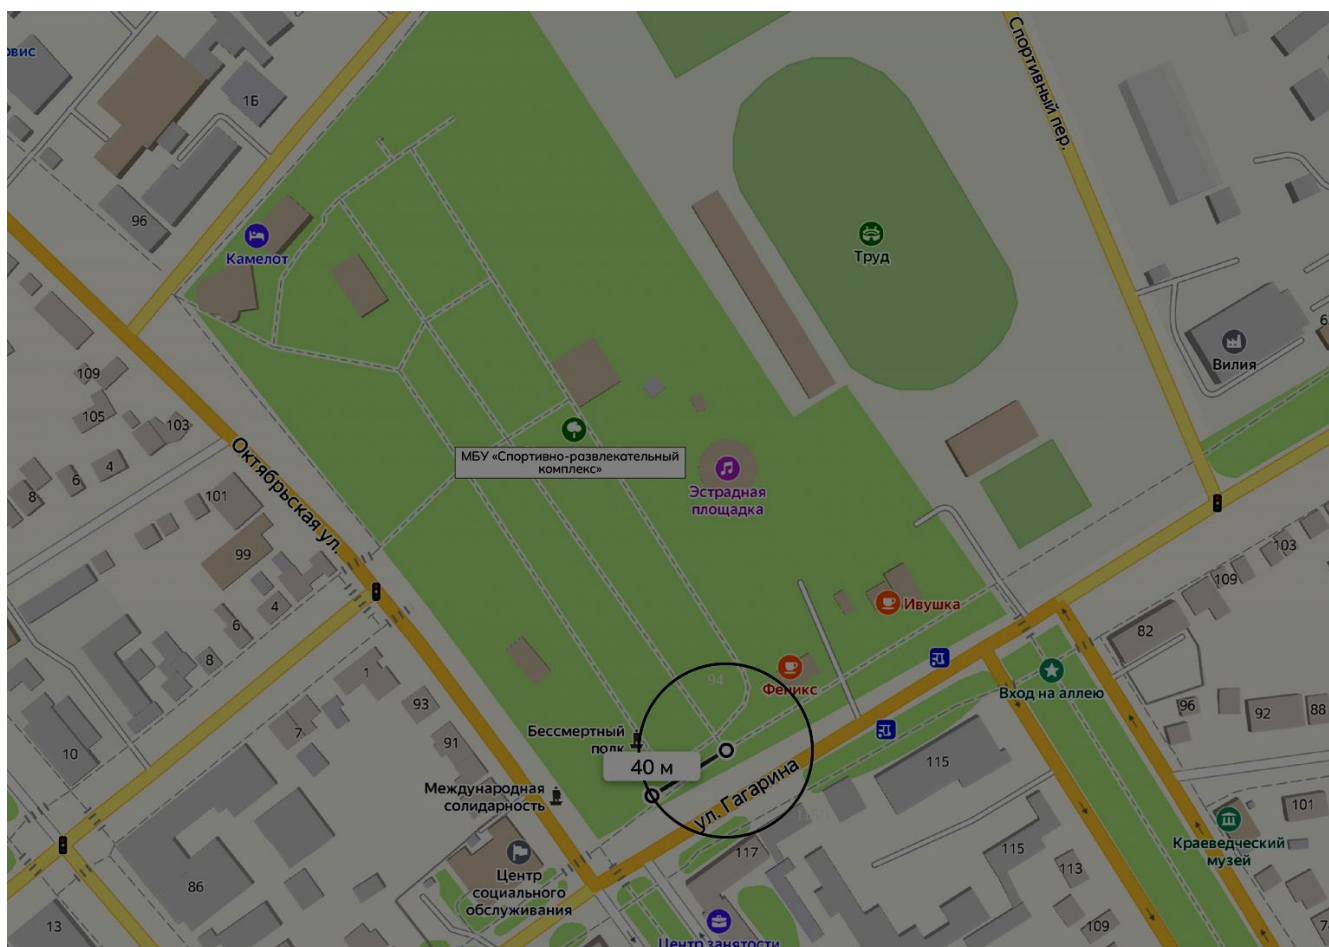 рвис
1Б
Спортивный пер.
96
Камелот
Труд
6
Вилия
109
105
103
4
6
8
101
Октябрьская ул.
99
МБУ «Спортивно-развлекательный
комплекс»
Эстрадная
площадка
103
109
82
4
6
8
Ивушка
1
94
Феникс
Вход на аллею
96
92
88
93
91
7
10
Бессмертный
полк
40 м
ул. Гагарина
115
Международная
солидарность
101
Краеведческий
музей
117
115
113
86
Центр
социального
обслуживания
13
109
Центр занятости